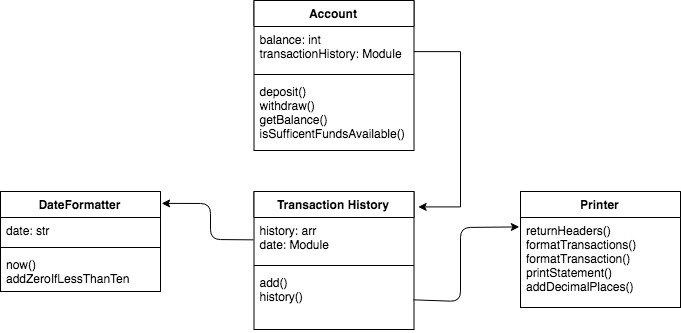 Account
balance: int
transactionHistory: Module
deposit()
withdraw()
getBalance()
isSufficentFundsAvailable()
DateFormatter
date: str
now()
addZeroIfLessThanTen
Transaction History
history: arr
date: Module
add()
history()
Printer
returnHeaders()
formatTransactions()
formatTransaction()
printStatement()
addDecimalPlaces()